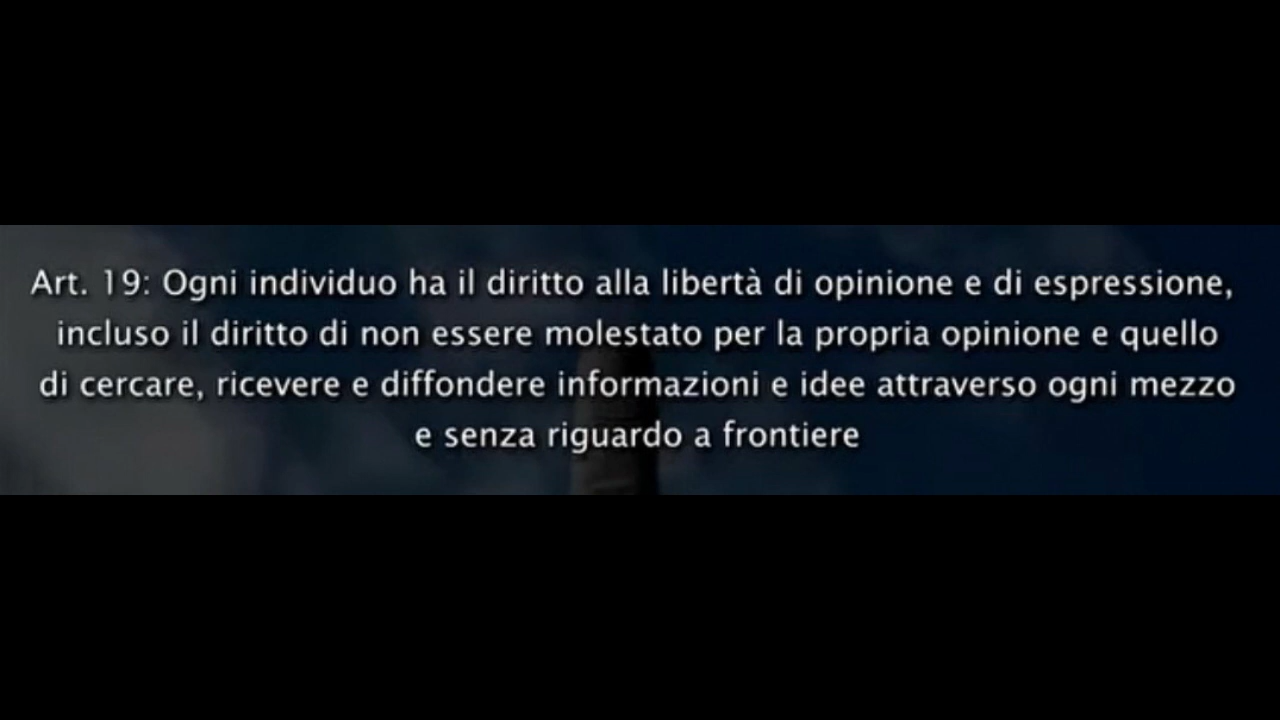 Art. 19: Ogni individuo ha il diritto alla libertà di opinione e di espressione,
incluso il diritto di non essere molestato per la propria opinione e quello
di cercare, ricevere e diffondere informazioni e idee attraverso ogni mezzo
e senza riguardo a frontiere